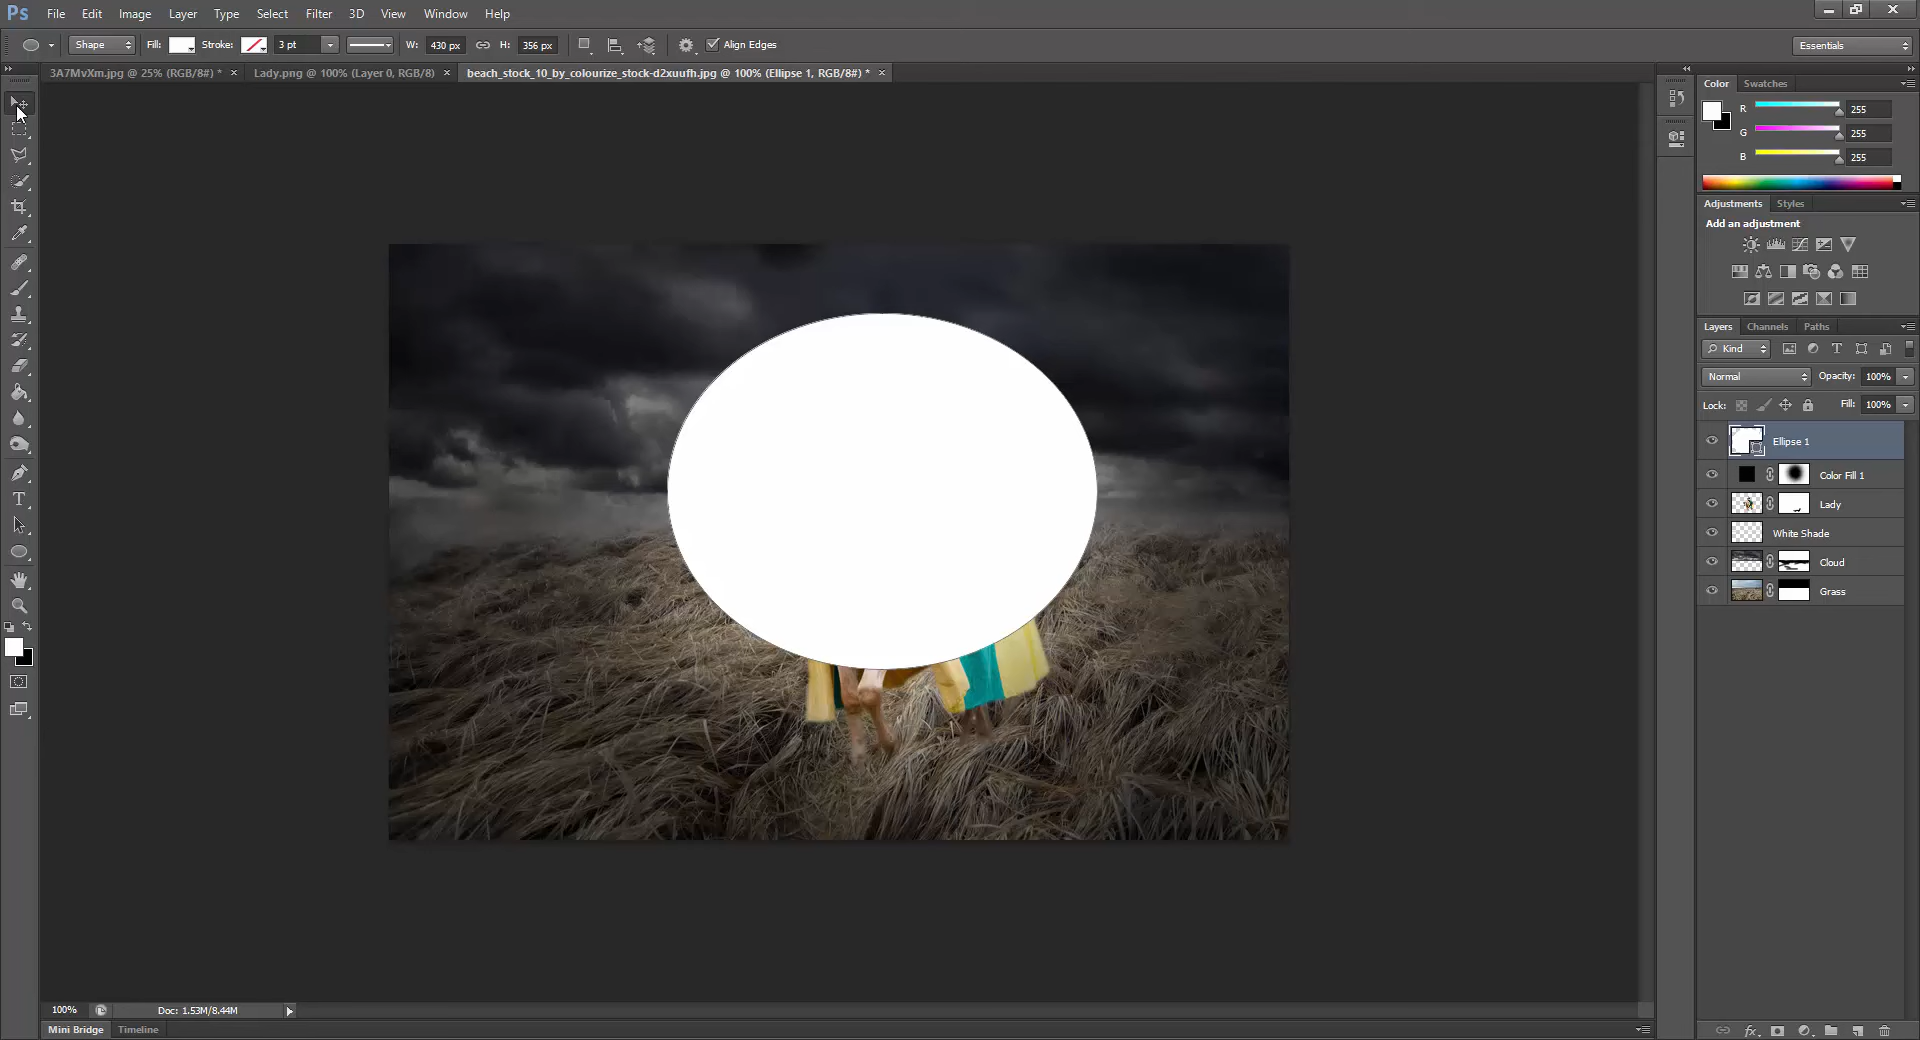 Ps File Edit Image Layer Type Select Filter 3D View Window Help
Shape Fill: Stroke: 3 pt W: 430 px H: 356 px Align Edges Essentials
3A7MvXm.jpg @ 25% (RGB/8#) * × Lady.png @ 100% (Layer 0, RGB/8) × beach_stock_10_by_colourize_stock-d2xuufh.jpg @ 100% (Ellipse 1, RGB/8#) * ×
Color Swatches
R 255
G 255
B 255
Adjustments Styles
Add an adjustment
Layers Channels Paths
Kind
Normal Opacity: 100%
Lock: Fill: 100%
Ellipse 1
Color Fill 1
Lady
White Shade
Cloud
Grass
100% Doc: 1.53M/8.44M
Mini Bridge Timeline